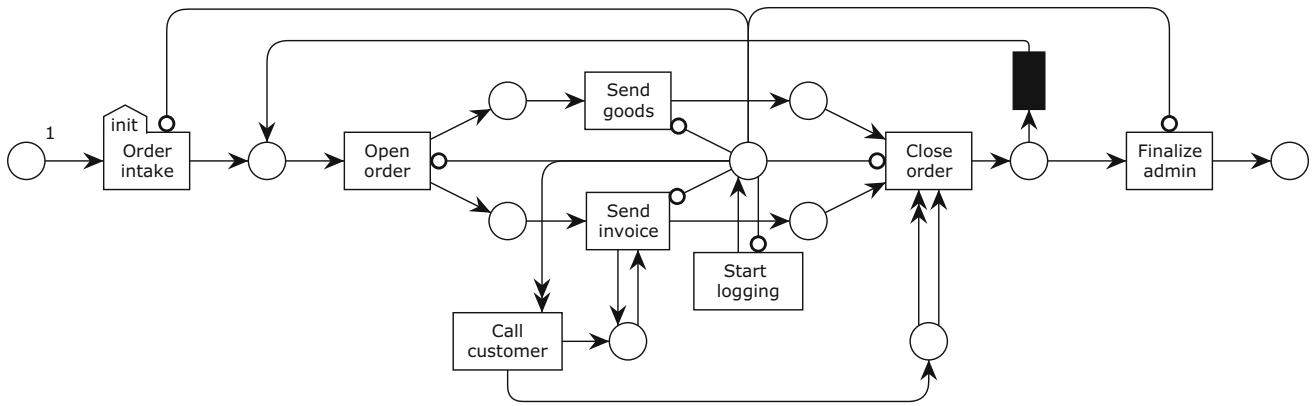 1
init
Order
intake
Open
order
Send
goods
Send
invoice
Start
logging
Call
customer
Close
order
Finalize
admin